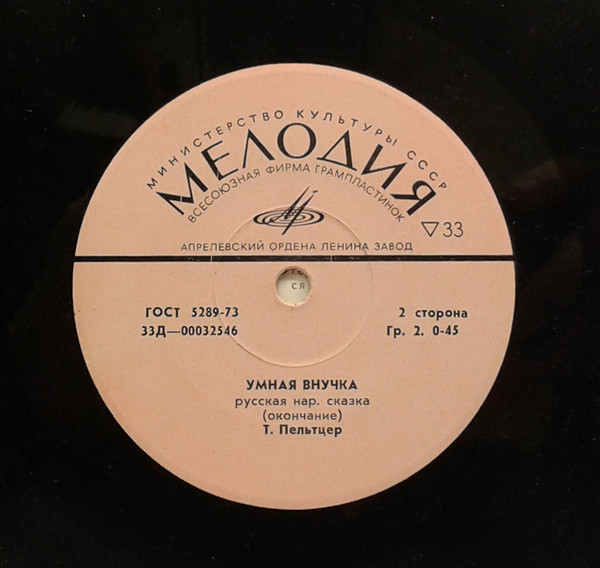 МИНИСТЕРСТВО КУЛЬТУРЫ СССР
МЕЛОДИЯ
ВСЕСОЮЗНАЯ ФИРМА ГРАМПЛАСТИНОК
▽33
АПРЕЛЕВСКИЙ ОРДЕНА ЛЕНИНА ЗАВОД
ГОСТ 5289-73
2 сторона
33Д—00032546
Гр. 2. 0-45
УМНАЯ ВНУЧКА
русская нар. сказка
(окончание)
Т. Пельтцер